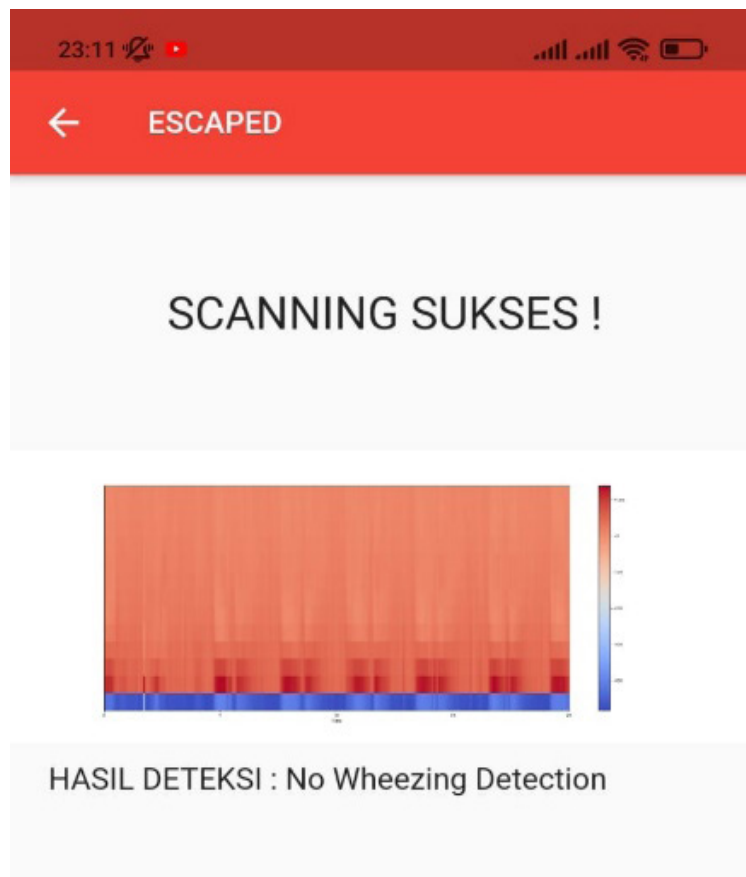 23:11
ESCAPED
SCANNING SUKSES !
HASIL DETEKSI : No Wheezing Detection